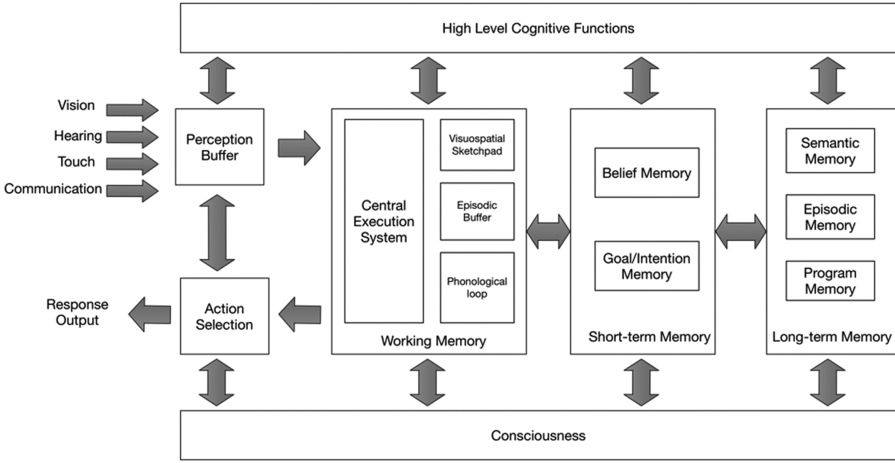 High Level Cognitive Functions
Vision
Hearing
Touch
Communication
Perception
Buffer
Central
Execution
System
Visuospatial
Sketchpad
Episodic
Buffer
Phonological
loop
Working Memory
Belief Memory
Goal/Intention
Memory
Short-term Memory
Semantic
Memory
Episodic
Memory
Program
Memory
Long-term Memory
Response
Output
Action
Selection
Consciousness